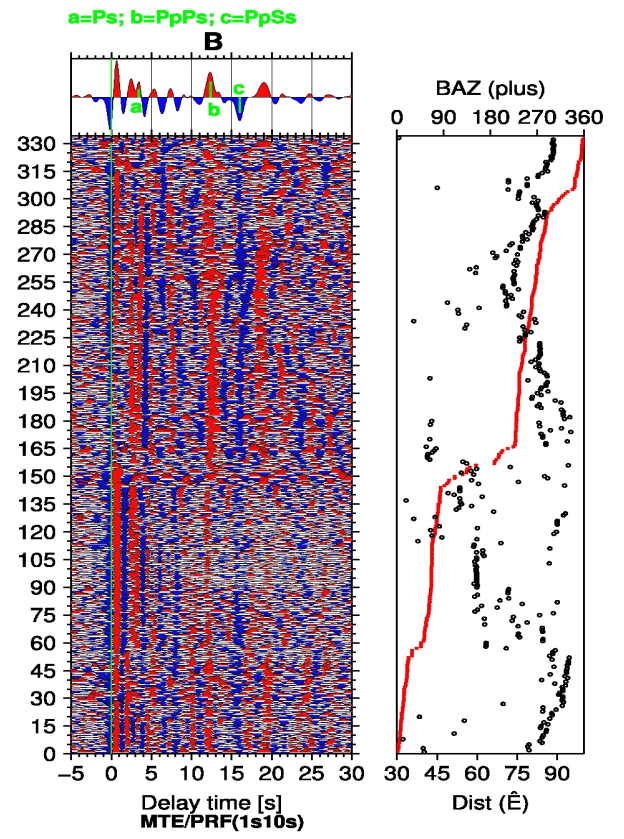 a=Ps; b=PpPs; c=PpSs
B
a
b
c
BAZ (plus)
0 90 180 270 360
330
315
300
285
270
255
240
225
210
195
180
165
150
135
120
105
90
75
60
45
30
15
0
−5 0 5 10 15 20 25 30
30 45 60 75 90
Delay time [s]
Dist (Ê)
MTE/PRF(1s10s)